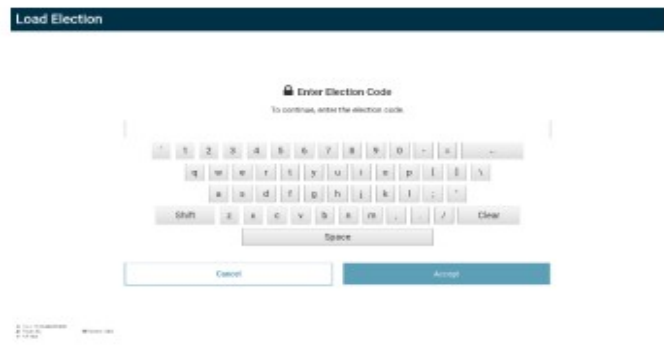 Load Election
Enter Election Code
To continue, enter the election code.
` 1 2 3 4 5 6 7 8 9 0 - =
q w e r t y u i o p [ ] \
a s d f g h j k l ; '
Shift z x c v b n m , . / Clear
Space
Cancel Accept